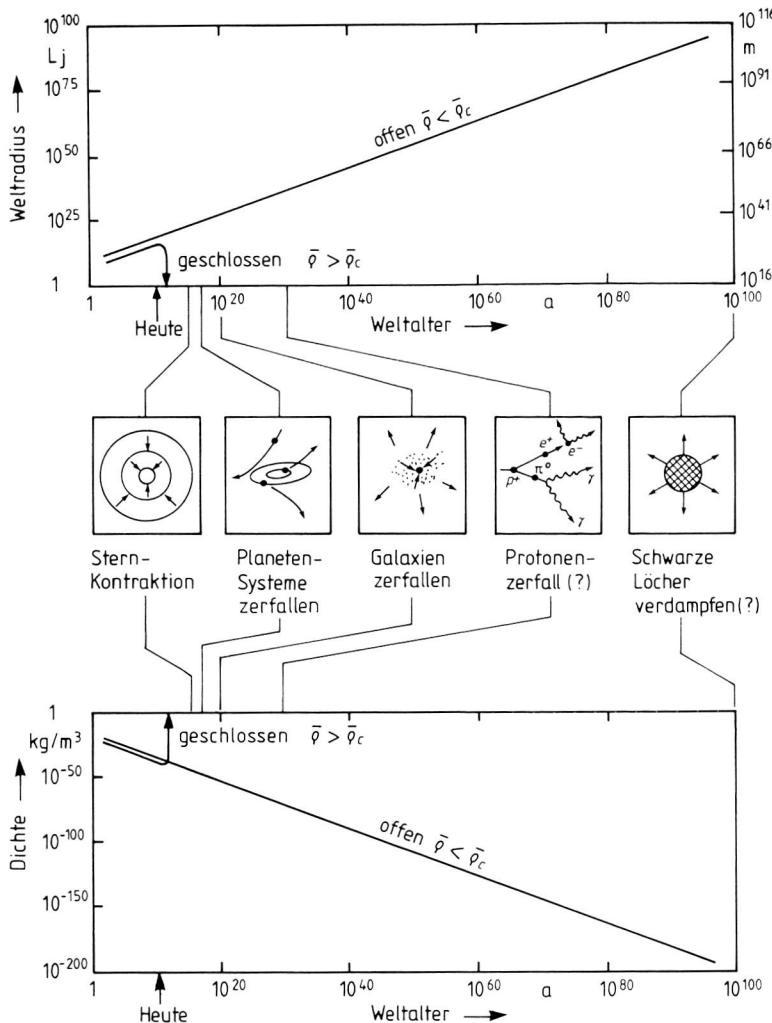 10^100
Lj
10^75
10^50
10^25
1
Weltradius
10^116
m
10^91
10^66
10^41
10^16
offen ρ̄ < ρ̄c
geschlossen ρ̄ > ρ̄c
1
10^20
10^40
10^60
a
10^80
10^100
Heute
Weltalter
e+
e-
π°
p+
γ
γ
Stern-
Kontraktion
Planeten-
Systeme
zerfallen
Galaxien
zerfallen
Protonen-
zerfall (?)
Schwarze
Löcher
verdampfen(?)
1
kg/m³
10^-50
10^-100
10^-150
10^-200
Dichte
geschlossen ρ̄ > ρ̄c
offen ρ̄ < ρ̄c
1
10^20
10^40
10^60
a
10^80
10^100
Heute
Weltalter